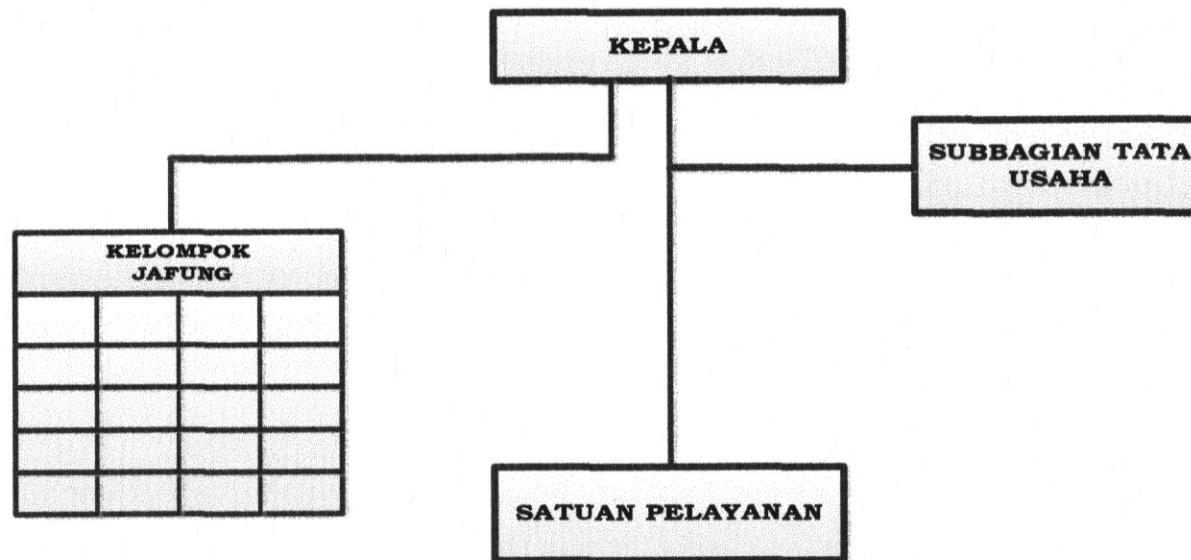 KEPALA
SUBBAGIAN TATA
USAHA
KELOMPOK
JAFUNG
SATUAN PELAYANAN